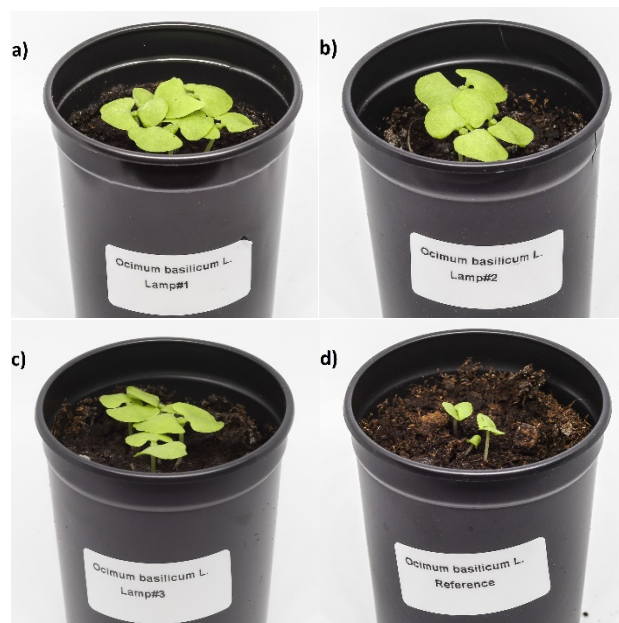 a)
Ocimum basilicum L.
Lamp#1
b)
Ocimum basilicum L.
Lamp#2
c)
Ocimum basilicum L.
Lamp#3
d)
Ocimum basilicum L.
Reference